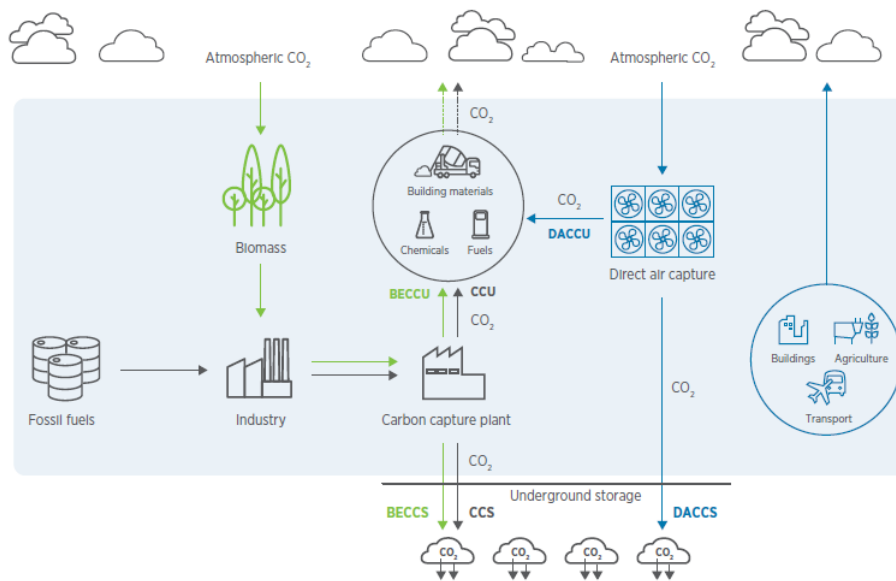 Atmospheric CO₂
Atmospheric CO₂
CO₂
Building materials
Chemicals
Fuels
CO₂
DACCU
Biomass
Direct air capture
BECCU
CCU
CO₂
Buildings
Agriculture
Transport
CO₂
Fossil fuels
Industry
Carbon capture plant
CO₂
Underground storage
BECCS
CCS
DACCS
CO₂
CO₂
CO₂
CO₂